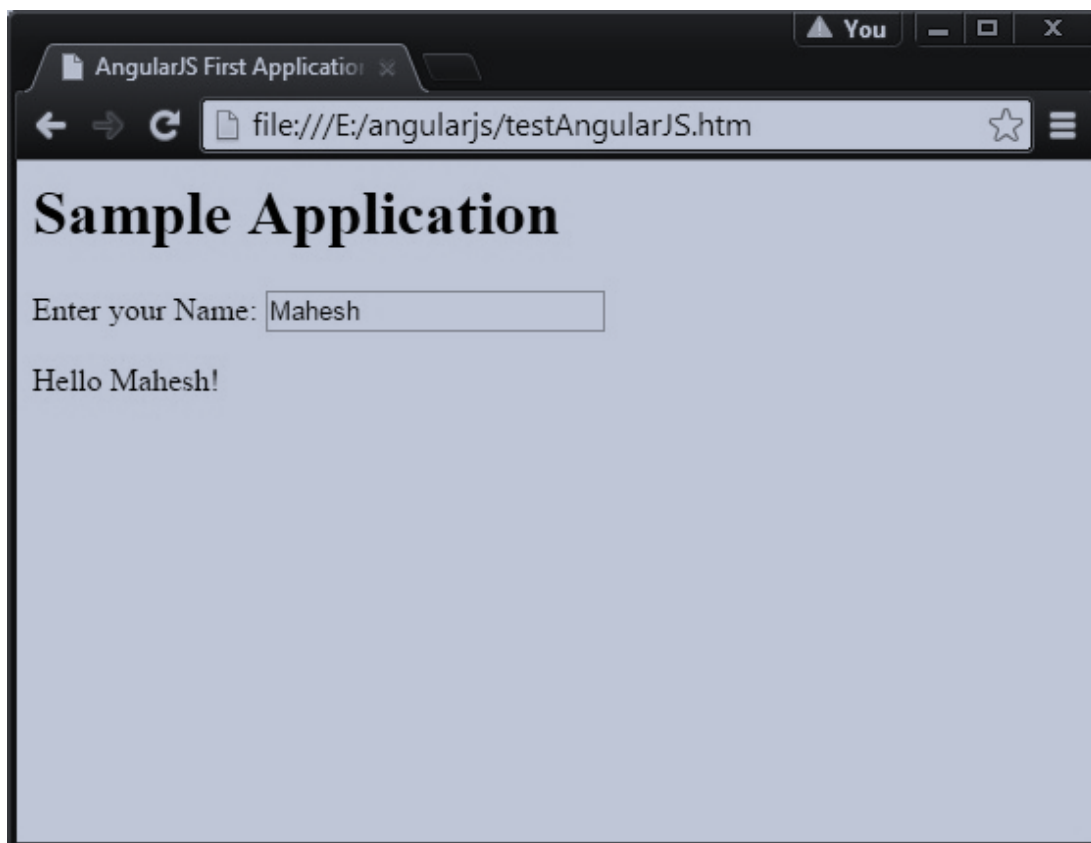 You
AngularJS First Applicatio
file:///E:/angularjs/testAngularJS.htm
Sample Application
Enter your Name: Mahesh
Hello Mahesh!